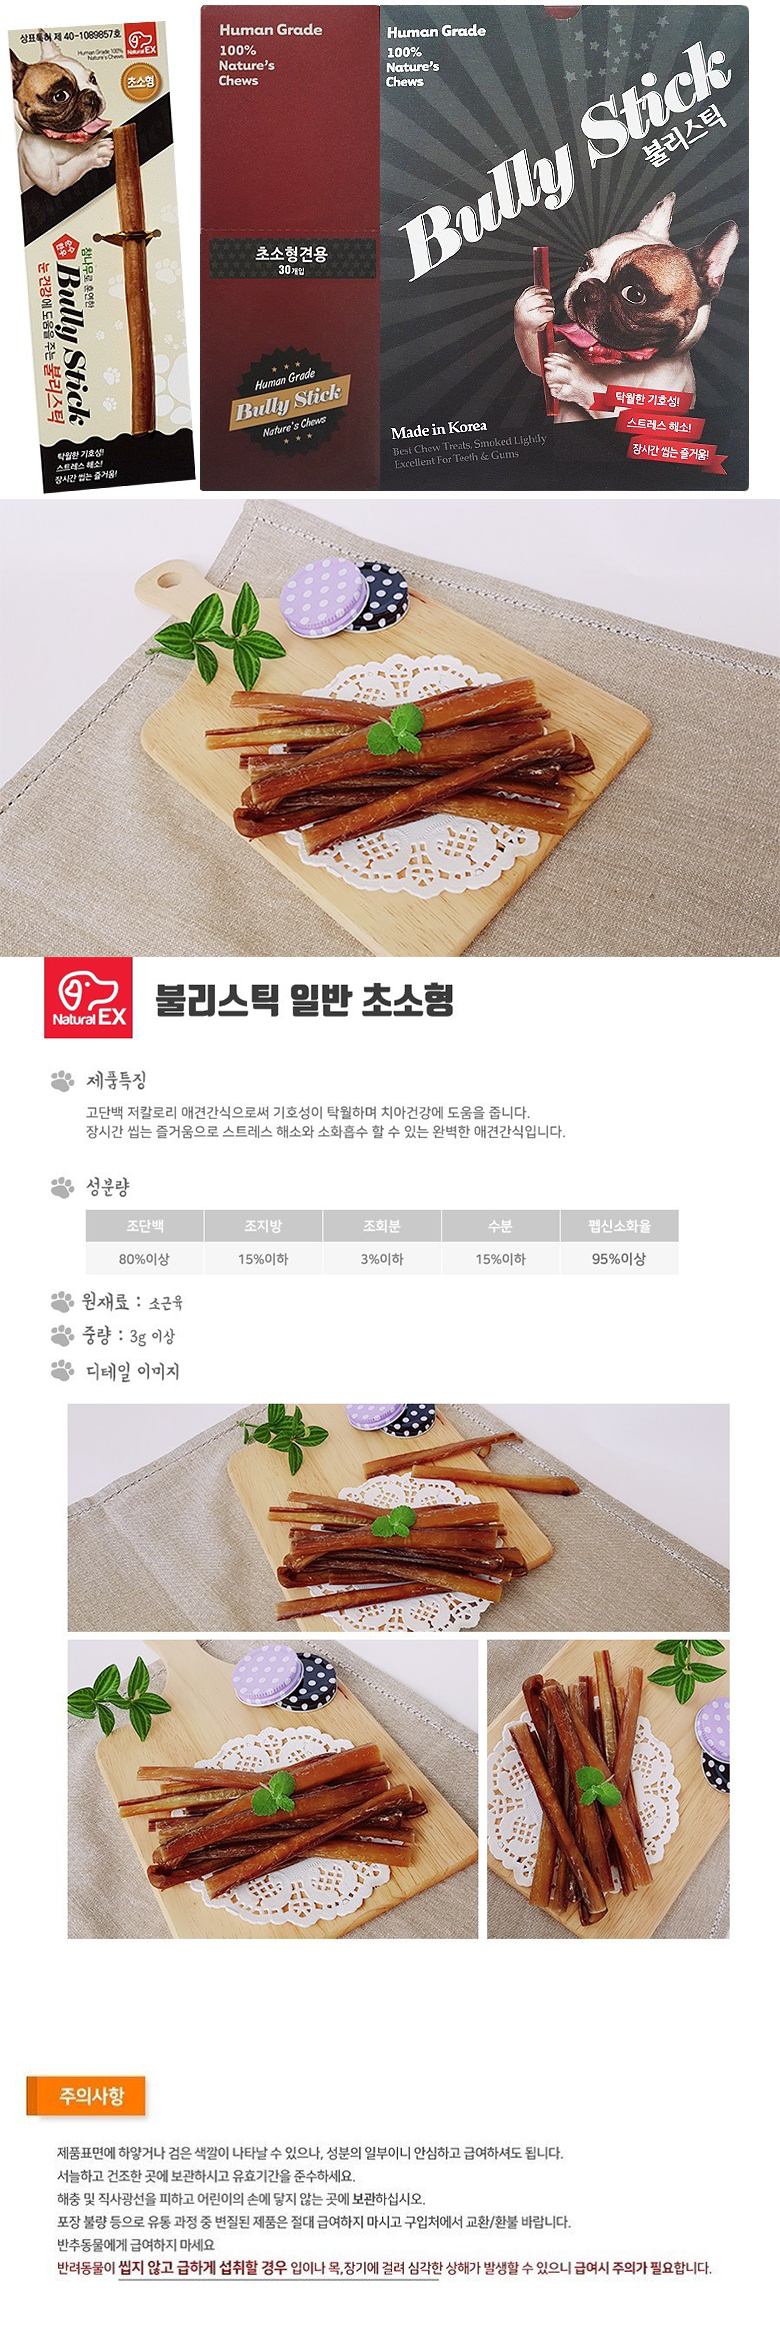 상표특허 제 40-1089857호
Natural EX
Human Grade 100%
Nature's Chews
초소형
참나무로 훈연한
Bully Stick
눈 건강에 도움을 주는 불리스틱
탁월한 기호성!
스트레스 해소!
장시간 씹는 즐거움!
Human Grade
100%
Nature's
Chews
초소형견용
30개입
Human Grade
Bully Stick
Nature's Chews
Human Grade
100%
Nature's
Chews
Bully Stick
불리스틱
탁월한 기호성!
스트레스 해소!
장시간 씹는 즐거움!
Made in Korea
Best Chew Treats, Smoked Lightly
Excellent For Teeth & Gums
Natural EX
불리스틱 일반 초소형
제품특징
고단백 저칼로리 애견간식으로써 기호성이 탁월하며 치아건강에 도움을 줍니다.
장시간 씹는 즐거움으로 스트레스 해소와 소화흡수 할 수 있는 완벽한 애견간식입니다.
성분량
조단백 조지방 조회분 수분 펩신소화율
80%이상 15%이하 3%이하 15%이하 95%이상
원재료 : 소근육
중량 : 3g 이상
디테일 이미지
주의사항
제품표면에 하얗거나 검은 색깔이 나타날 수 있으나, 성분의 일부이니 안심하고 급여하셔도 됩니다.
서늘하고 건조한 곳에 보관하시고 유효기간을 준수하세요.
해충 및 직사광선을 피하고 어린이의 손에 닿지 않는 곳에 보관하십시오.
포장 불량 등으로 유통 과정 중 변질된 제품은 절대 급여하지 마시고 구입처에서 교환/환불 바랍니다.
반추동물에게 급여하지 마세요
반려동물이 씹지 않고 급하게 섭취할 경우 입이나 목,장기에 걸려 심각한 상해가 발생할 수 있으니 급여시 주의가 필요합니다.